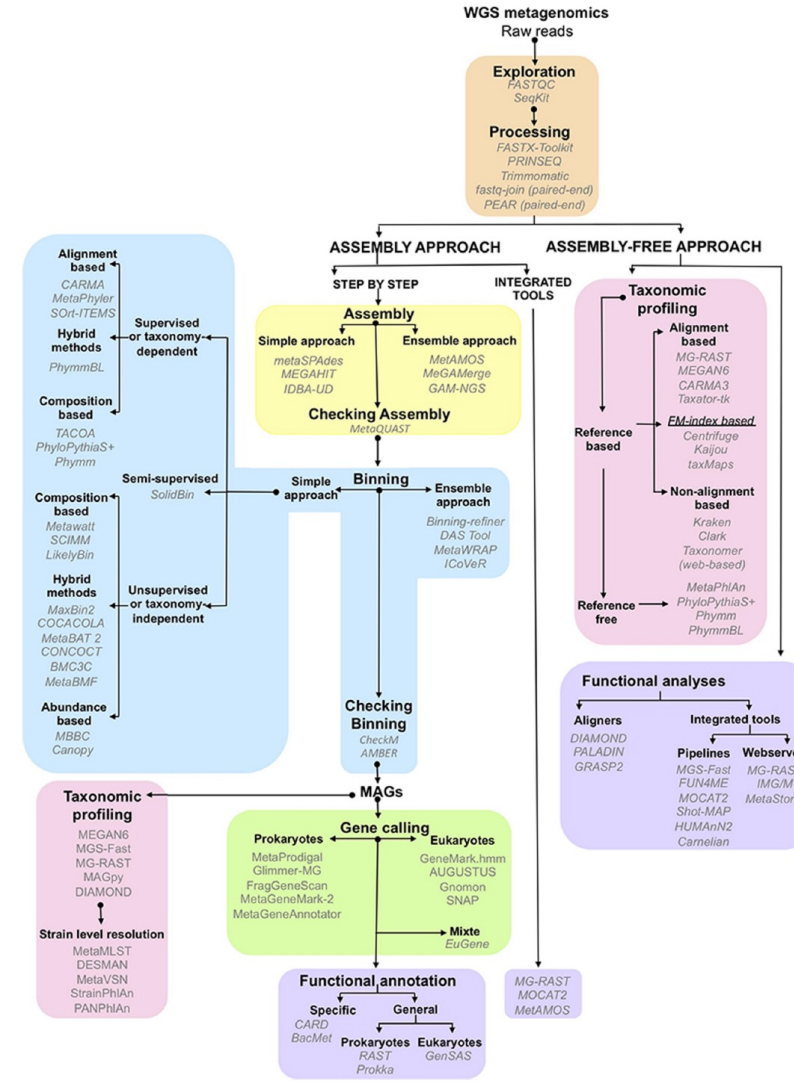 WGS metagenomics
Raw reads
Exploration
FASTQC
SeqKit
Processing
FASTX-Toolkit
PRINSEQ
Trimmomatic
fastq-join (paired-end)
PEAR (paired-end)
ASSEMBLY APPROACH
ASSEMBLY-FREE APPROACH
STEP BY STEP
INTEGRATED
TOOLS
Assembly
Simple approach
metaSPAdes
MEGAHIT
IDBA-UD
Ensemble approach
MetAMOS
MeGAMerge
GAM-NGS
Checking Assembly
MetaQUAST
Binning
Simple
approach
Ensemble
approach
Binning-refiner
DAS Tool
MetaWRAP
ICoVeR
Supervised
or taxonomy-
dependent
Alignment
based
CARMA
MetaPhyler
SOrt-ITEMS
Hybrid
methods
PhymmBL
Composition
based
TACOA
PhyloPythiaS+
Phymm
Semi-supervised
SolidBin
Unsupervised
or taxonomy-
independent
Composition
based
Metawatt
SCIMM
LikelyBin
Hybrid
methods
MaxBin2
COCACOLA
MetaBAT 2
CONCOCT
BMC3C
MetaBMF
Abundance
based
MBBC
Canopy
Checking
Binning
CheckM
AMBER
MAGs
Taxonomic
profiling
MEGAN6
MGS-Fast
MG-RAST
MAGpy
DIAMOND
Strain level resolution
MetaMLST
DESMAN
MetaVSN
StrainPhlAn
PANPhlAn
Gene calling
Prokaryotes
MetaProdigal
Glimmer-MG
FragGeneScan
MetaGeneMark-2
MetaGeneAnnotator
Eukaryotes
GeneMark.hmm
AUGUSTUS
Gnomon
SNAP
Mixte
EuGene
Functional annotation
Specific
CARD
BacMet
General
Prokaryotes
RAST
Prokka
Eukaryotes
GenSAS
MG-RAST
MOCAT2
MetAMOS
Taxonomic
profiling
Reference
based
Alignment
based
MG-RAST
MEGAN6
CARMA3
Taxator-tk
FM-index based
Centrifuge
Kaijou
taxMaps
Non-alignment
based
Kraken
Clark
Taxonomer
(web-based)
Reference
free
MetaPhlAn
PhyloPythiaS+
Phymm
PhymmBL
Functional analyses
Aligners
DIAMOND
PALADIN
GRASP2
Integrated tools
Pipelines
MGS-Fast
FUN4ME
MOCAT2
Shot-MAP
HUMAnN2
Carnelian
Webserve
MG-RAS
IMG/M
MetaStor